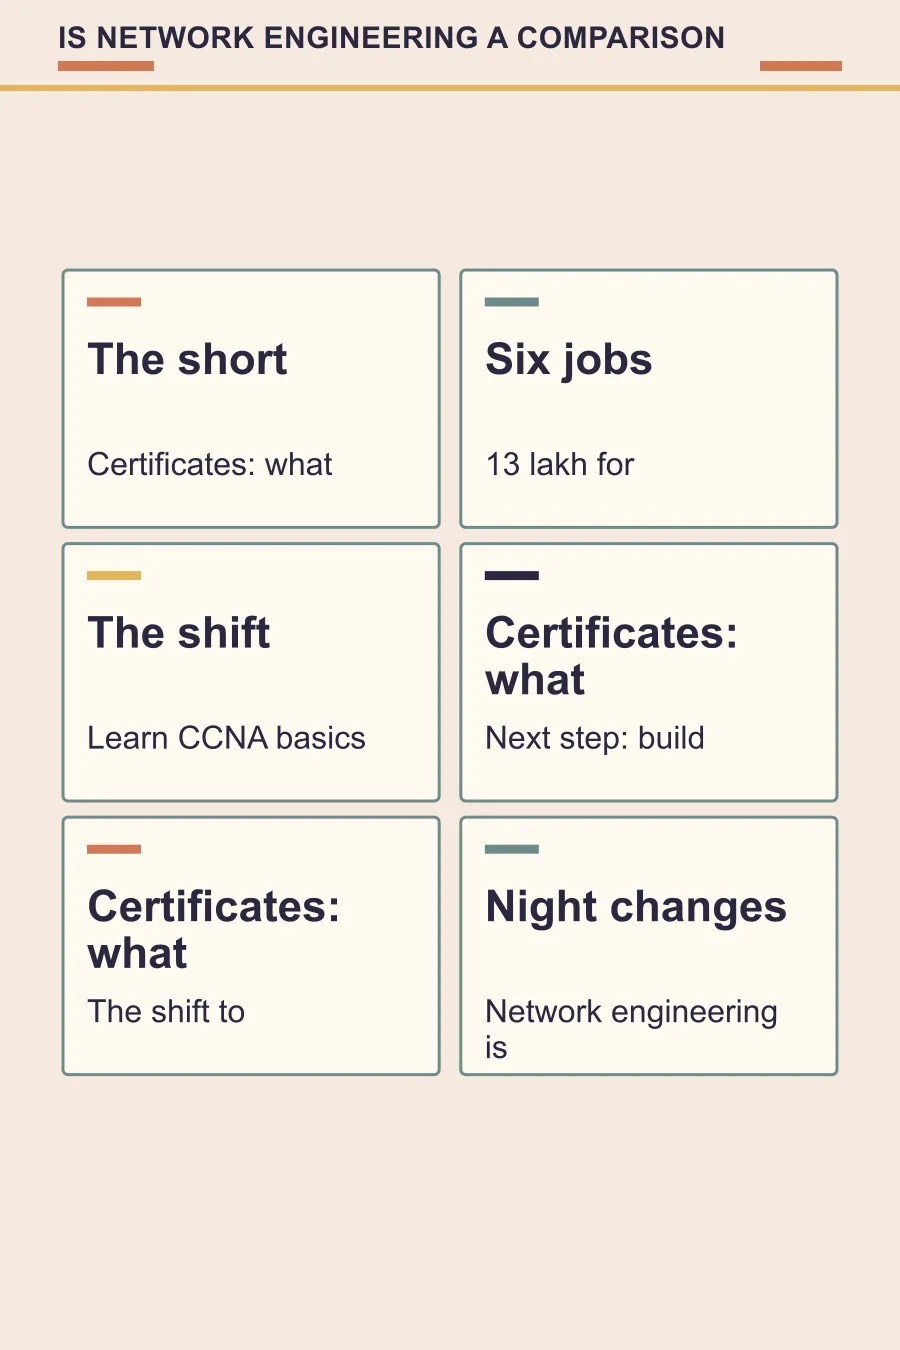 IS NETWORK ENGINEERING A COMPARISON
The short
Certificates: what
Six jobs
13 lakh for
The shift
Learn CCNA basics
Certificates:
what
Next step: build
Certificates:
what
The shift to
Night changes
Network engineering
is